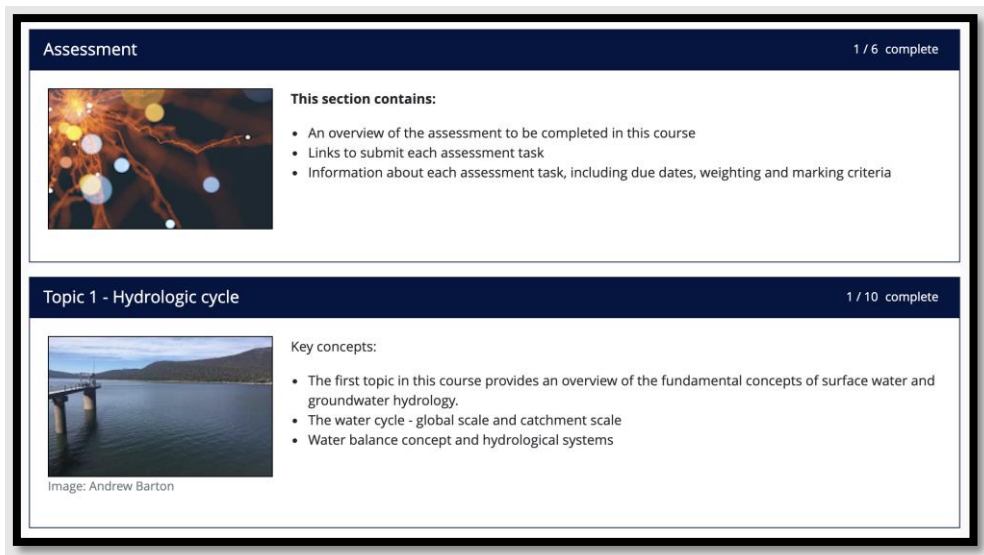 Assessment
1 / 6 complete
This section contains:
• An overview of the assessment to be completed in this course
• Links to submit each assessment task
• Information about each assessment task, including due dates, weighting and marking criteria
Topic 1 - Hydrologic cycle
1 / 10 complete
Key concepts:
• The first topic in this course provides an overview of the fundamental concepts of surface water and
groundwater hydrology.
• The water cycle - global scale and catchment scale
• Water balance concept and hydrological systems
Image: Andrew Barton